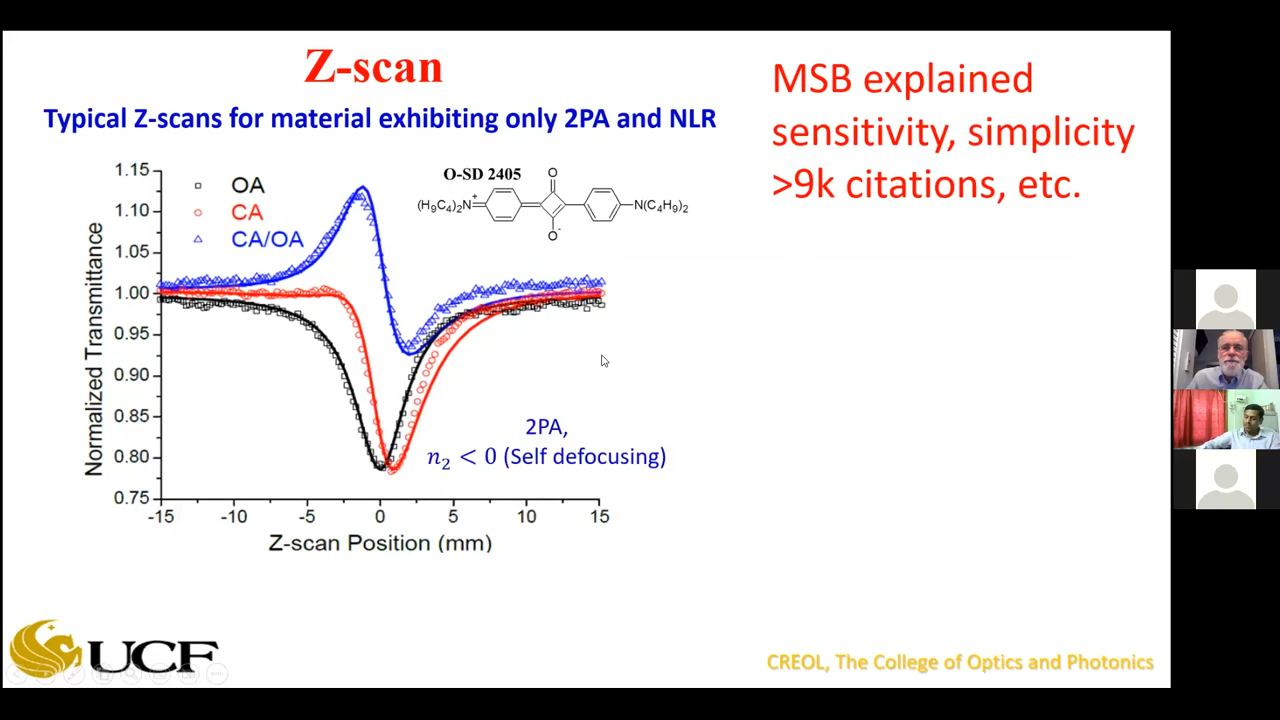 Z-scan
Typical Z-scans for material exhibiting only 2PA and NLR
MSB explained
sensitivity, simplicity
>9k citations, etc.
O-SD 2405
(H₉C₄)₂N⁺
O
O⁻
N(C₄H₉)₂
OA
CA
CA/OA
Normalized Transmittance
1.15
1.10
1.05
1.00
0.95
0.90
0.85
0.80
0.75
2PA,
n₂ < 0 (Self defocusing)
-15 -10 -5 0 5 10 15
Z-scan Position (mm)
UCF
CREOL, The College of Optics and Photonics